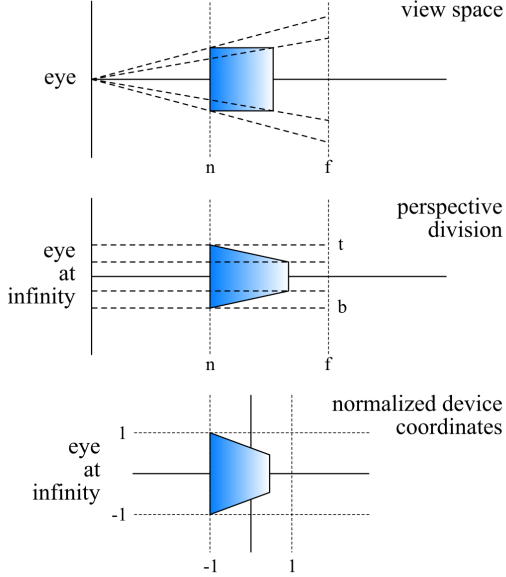 view space
eye
n
f
perspective
division
eye
at
infinity
t
b
n
f
normalized device
coordinates
1
eye
at
infinity
-1
-1
1